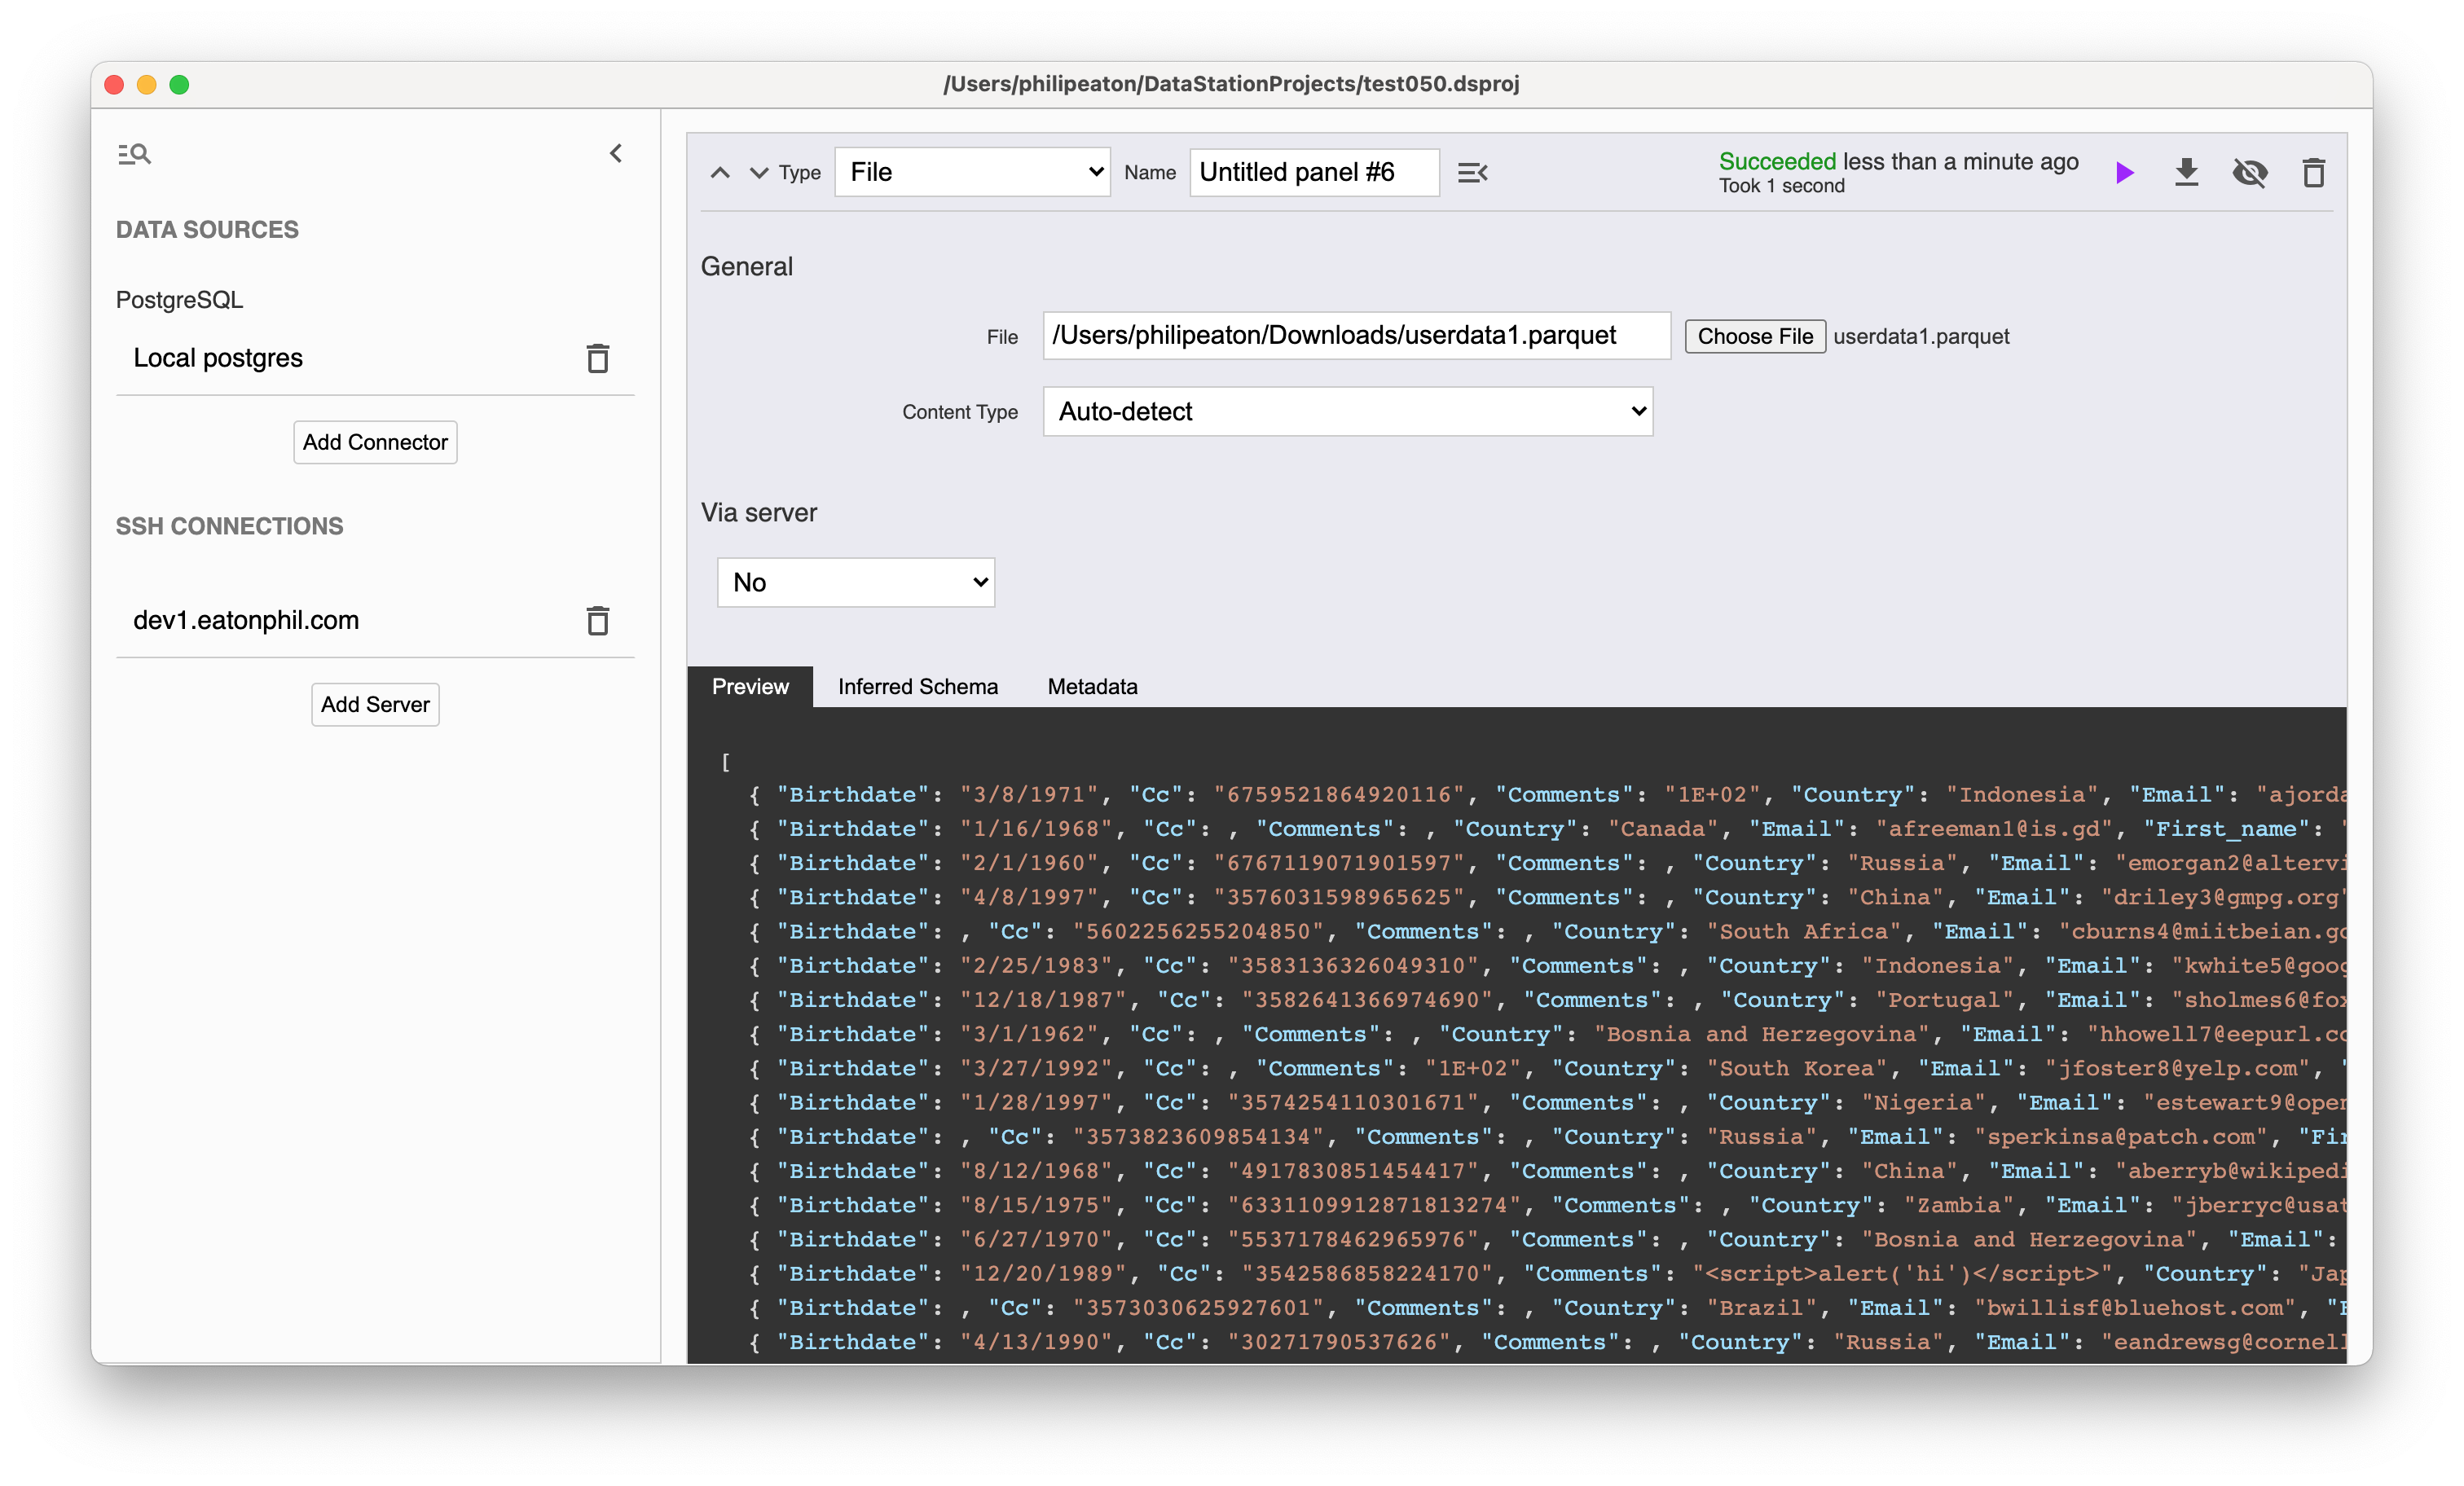 /Users/philipeaton/DataStationProjects/test050.dsproj
DATA SOURCES
PostgreSQL
Local postgres
Add Connector
SSH CONNECTIONS
dev1.eatonphil.com
Add Server
Type File Name Untitled panel #6 Succeeded less than a minute ago
Took 1 second
General
File /Users/philipeaton/Downloads/userdata1.parquet Choose File userdata1.parquet
Content Type Auto-detect
Via server
No
Preview Inferred Schema Metadata
[
{ "Birthdate": "3/8/1971", "Cc": "6759521864920116", "Comments": "1E+02", "Country": "Indonesia", "Email": "ajorda
{ "Birthdate": "1/16/1968", "Cc": , "Comments": , "Country": "Canada", "Email": "afreeman1@is.gd", "First_name": "
{ "Birthdate": "2/1/1960", "Cc": "6767119071901597", "Comments": , "Country": "Russia", "Email": "emorgan2@altervi
{ "Birthdate": "4/8/1997", "Cc": "3576031598965625", "Comments": , "Country": "China", "Email": "driley3@gmpg.org"
{ "Birthdate": , "Cc": "5602256255204850", "Comments": , "Country": "South Africa", "Email": "cburns4@miitbeian.go
{ "Birthdate": "2/25/1983", "Cc": "3583136326049310", "Comments": , "Country": "Indonesia", "Email": "kwhite5@goog
{ "Birthdate": "12/18/1987", "Cc": "3582641366974690", "Comments": , "Country": "Portugal", "Email": "sholmes6@fox
{ "Birthdate": "3/1/1962", "Cc": , "Comments": , "Country": "Bosnia and Herzegovina", "Email": "hhowell7@eepurl.co
{ "Birthdate": "3/27/1992", "Cc": , "Comments": "1E+02", "Country": "South Korea", "Email": "jfoster8@yelp.com", "
{ "Birthdate": "1/28/1997", "Cc": "3574254110301671", "Comments": , "Country": "Nigeria", "Email": "estewart9@open
{ "Birthdate": , "Cc": "3573823609854134", "Comments": , "Country": "Russia", "Email": "sperkinsa@patch.com", "Fir
{ "Birthdate": "8/12/1968", "Cc": "4917830851454417", "Comments": , "Country": "China", "Email": "aberryb@wikipedi
{ "Birthdate": "8/15/1975", "Cc": "6331109912871813274", "Comments": , "Country": "Zambia", "Email": "jberryc@usat
{ "Birthdate": "6/27/1970", "Cc": "5537178462965976", "Comments": , "Country": "Bosnia and Herzegovina", "Email":
{ "Birthdate": "12/20/1989", "Cc": "3542586858224170", "Comments": "<script>alert('hi')</script>", "Country": "Jap
{ "Birthdate": , "Cc": "3573030625927601", "Comments": , "Country": "Brazil", "Email": "bwillisf@bluehost.com", "F
{ "Birthdate": "4/13/1990", "Cc": "30271790537626", "Comments": , "Country": "Russia", "Email": "eandrewsg@cornell